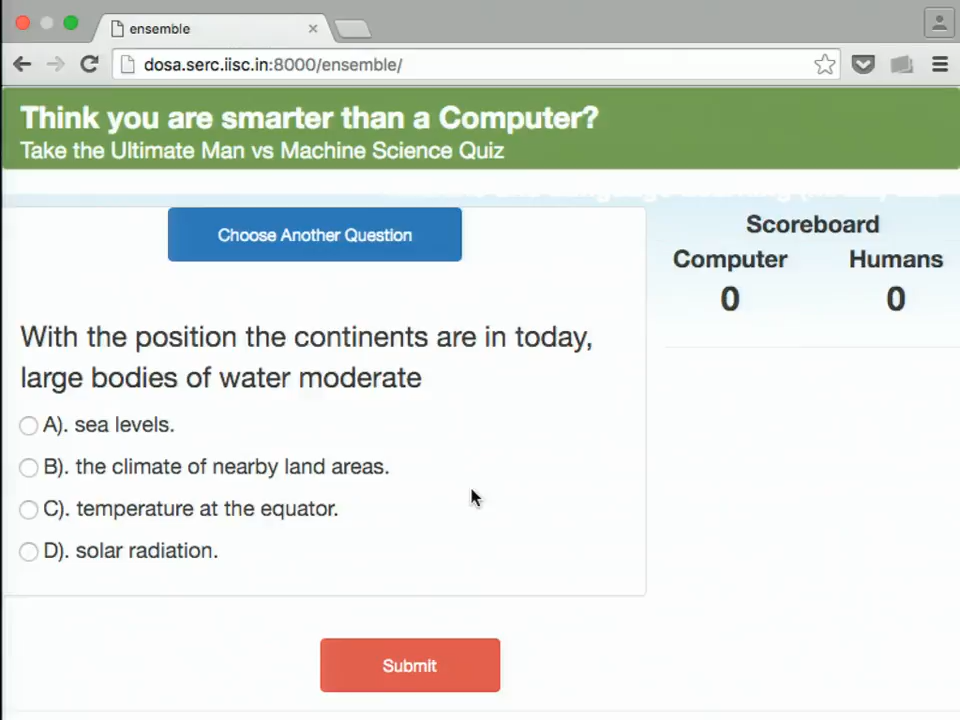 ensemble
dosa.serc.iisc.in:8000/ensemble/
Think you are smarter than a Computer?
Take the Ultimate Man vs Machine Science Quiz
Choose Another Question
Scoreboard
Computer Humans
0 0
With the position the continents are in today,
large bodies of water moderate
A). sea levels.
B). the climate of nearby land areas.
C). temperature at the equator.
D). solar radiation.
Submit